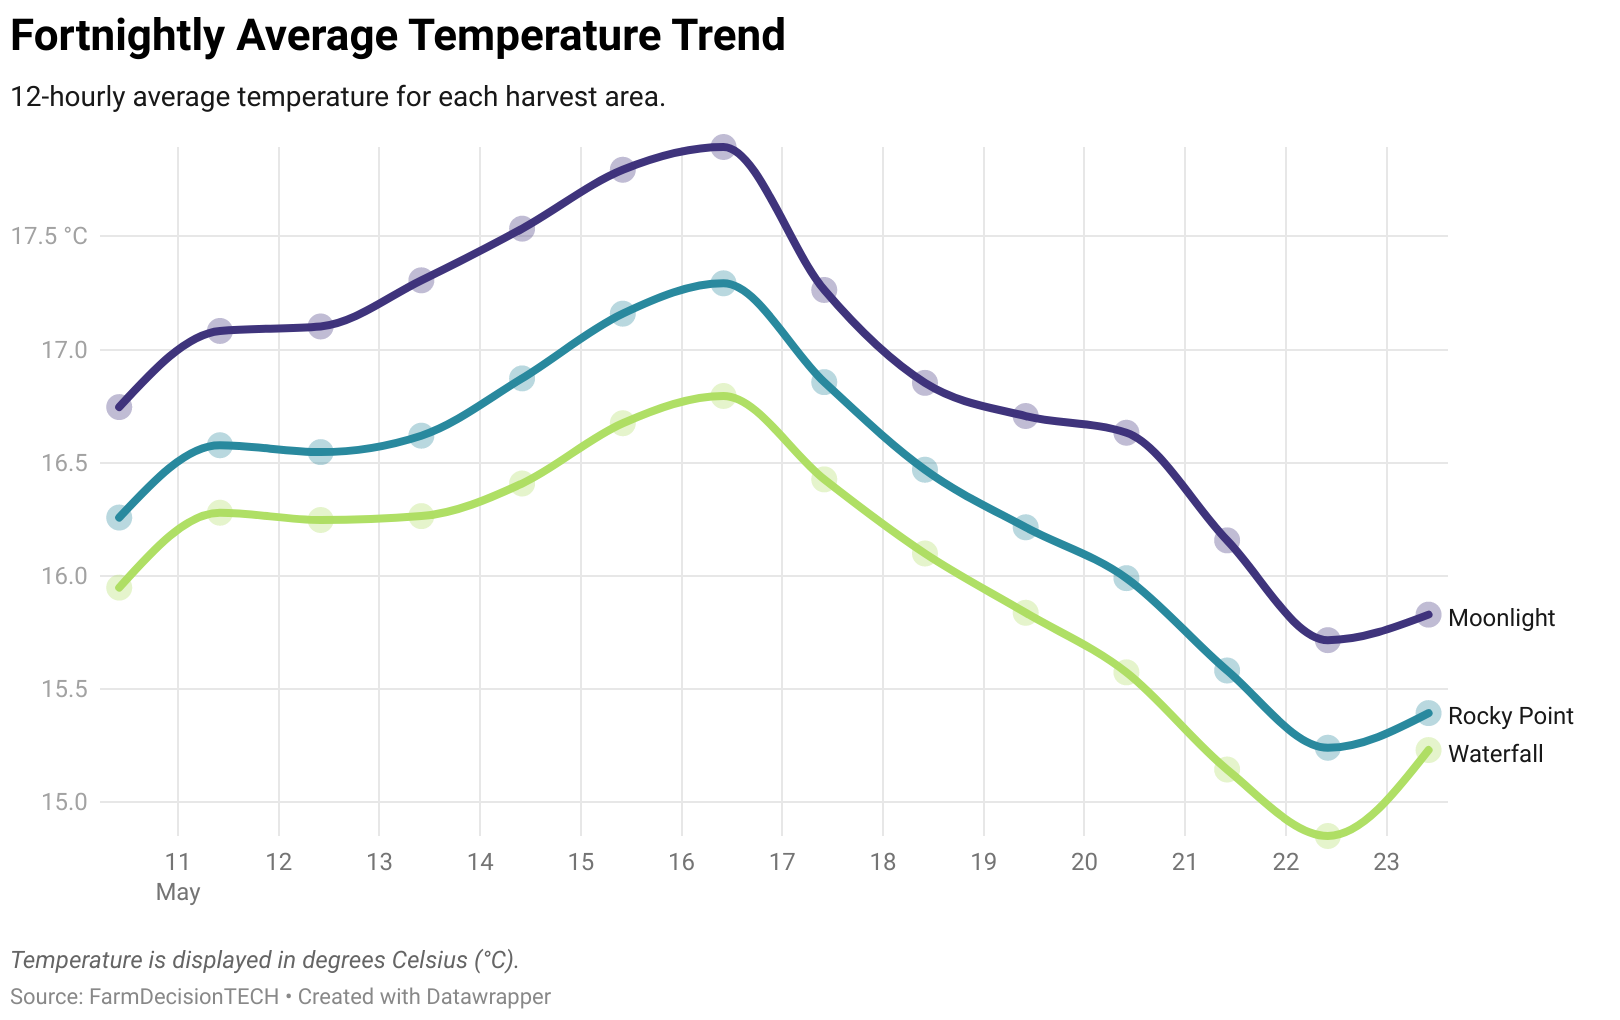 Fortnightly Average Temperature Trend
12-hourly average temperature for each harvest area.
17.5 °C
17.0
16.5
16.0
15.5
15.0
Moonlight
Rocky Point
Waterfall
11 12 13 14 15 16 17 18 19 20 21 22 23
May
Temperature is displayed in degrees Celsius (°C).
Source: FarmDecisionTECH • Created with Datawrapper